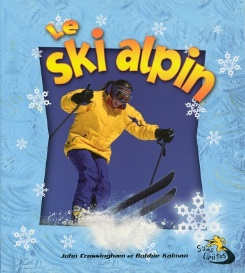 Le
ski alpin
John Crossingham et Bobbie Kalman
Sans
Limites